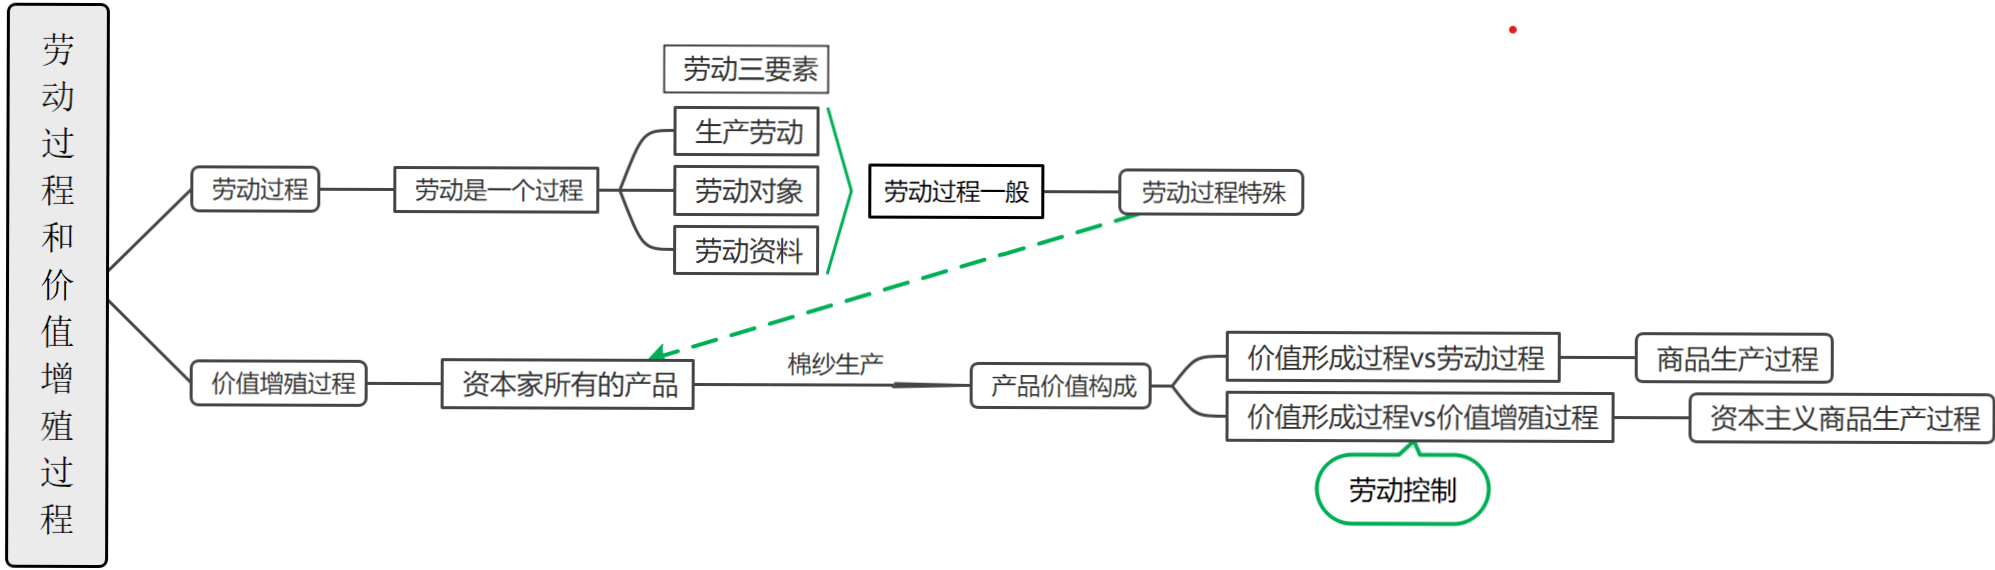 劳动过程和价值增殖过程
劳动过程
劳动是一个过程
劳动三要素
生产劳动
劳动对象
劳动资料
劳动过程一般
劳动过程特殊
价值增殖过程
资本家所有的产品
棉纱生产
产品价值构成
价值形成过程vs劳动过程
商品生产过程
价值形成过程vs价值增殖过程
资本主义商品生产过程
劳动控制